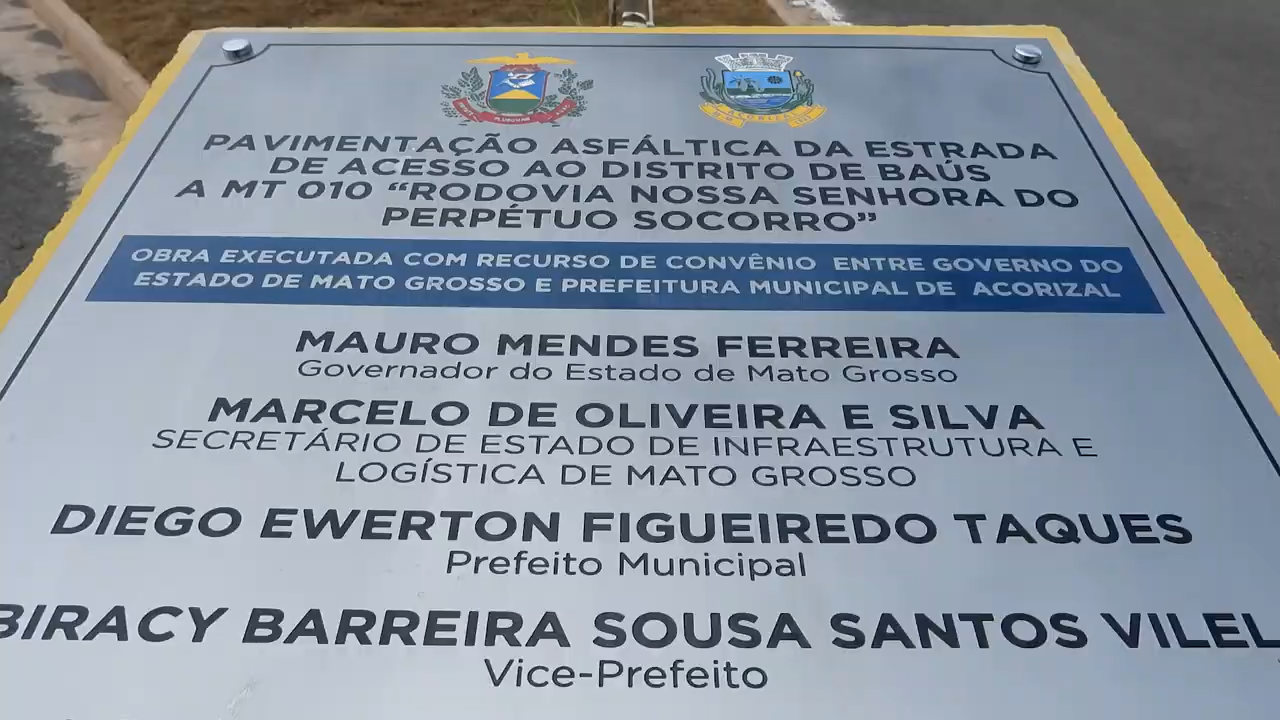 PAVIMENTAÇÃO ASFÁLTICA DA ESTRADA
DE ACESSO AO DISTRITO DE BAÚS
A MT 010 “RODOVIA NOSSA SENHORA DO
PERPÉTUO SOCORRO”
OBRA EXECUTADA COM RECURSO DE CONVÊNIO ENTRE GOVERNO DO
ESTADO DE MATO GROSSO E PREFEITURA MUNICIPAL DE ACORIZAL
MAURO MENDES FERREIRA
Governador do Estado de Mato Grosso
MARCELO DE OLIVEIRA E SILVA
SECRETÁRIO DE ESTADO DE INFRAESTRUTURA E
LOGÍSTICA DE MATO GROSSO
DIEGO EWERTON FIGUEIREDO TAQUES
Prefeito Municipal
BIRACY BARREIRA SOUSA SANTOS VILEL
Vice-Prefeito